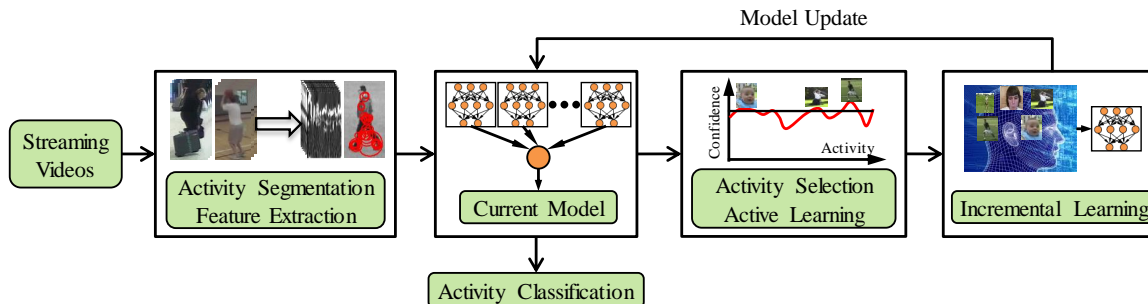 Model Update
Streaming
Videos
Activity Segmentation
Feature Extraction
Current Model
Activity Classification
Confidence
Activity
Activity Selection
Active Learning
Incremental Learning